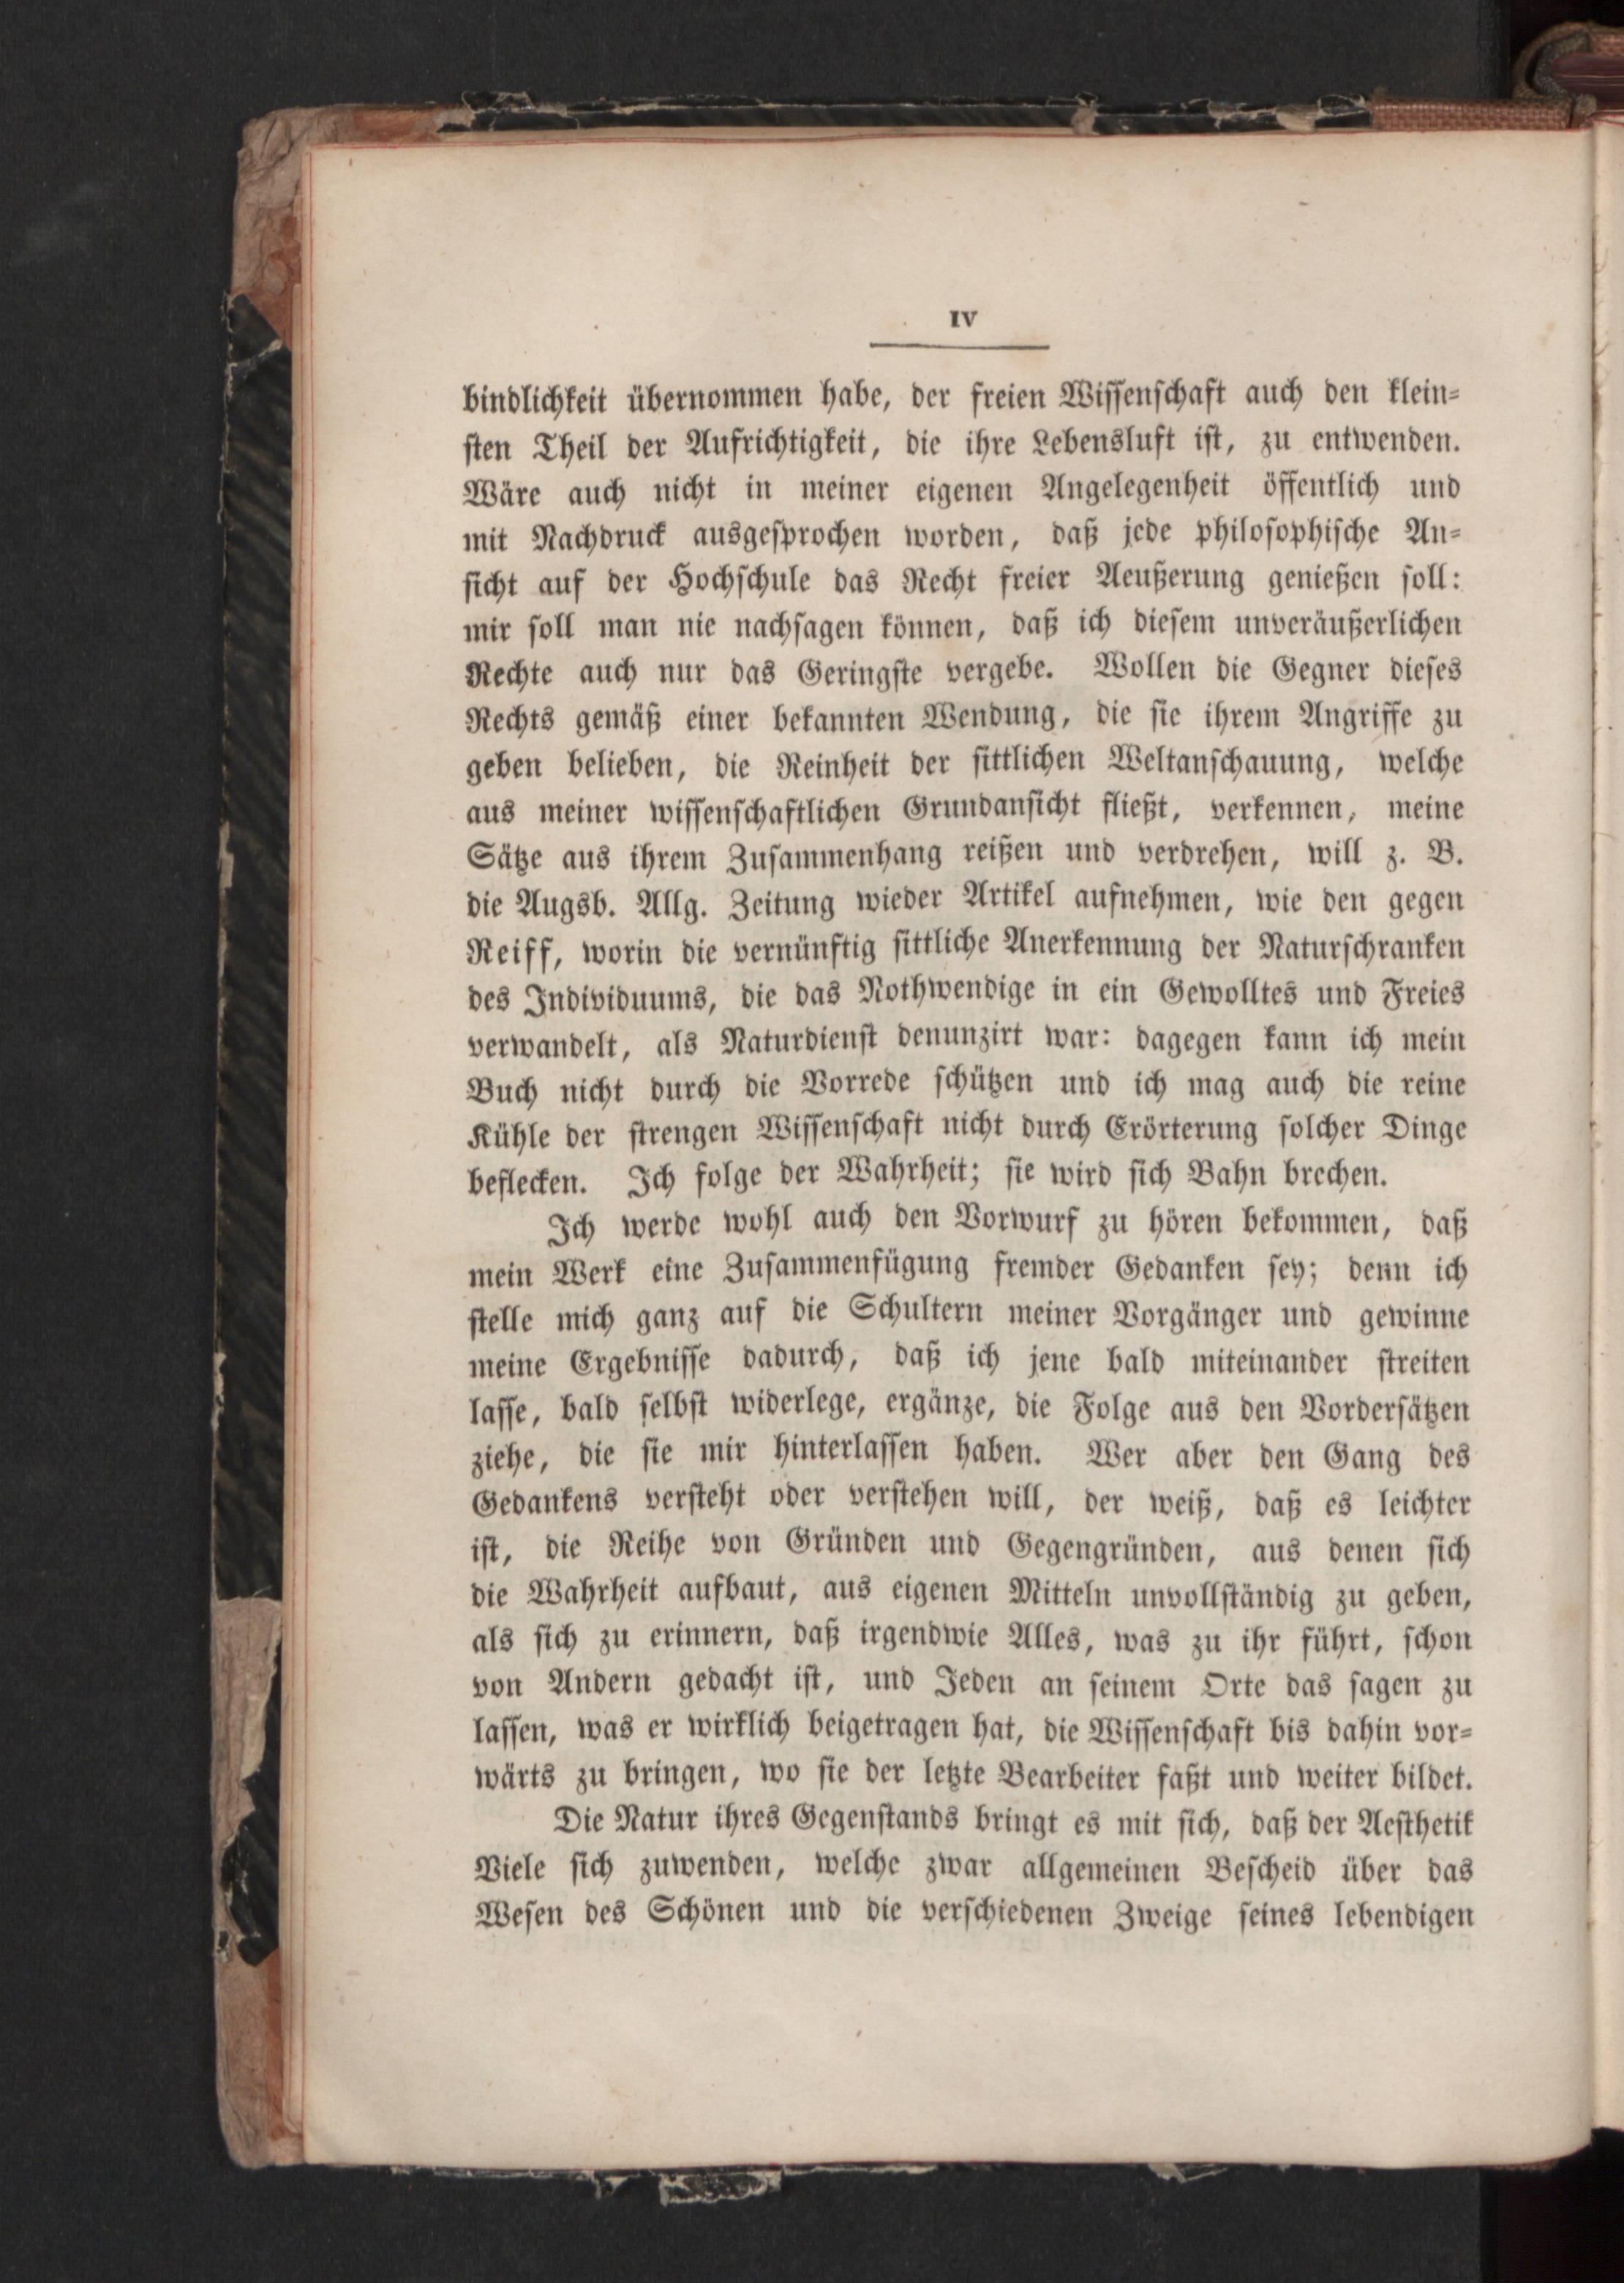 IV
bindlichkeit übernommen habe, der freien Wissenschaft auch den klein-
sten Theil der Aufrichtigkeit, die ihre Lebensluft ist, zu entwenden.
Wäre auch nicht in meiner eigenen Angelegenheit öffentlich und
mit Nachdruck ausgesprochen worden, daß jede philosophische An-
sicht auf der Hochschule das Recht freier Aeußerung genießen soll:
mir soll man nie nachsagen können, daß ich diesem unveräußerlichen
Rechte auch nur das Geringste vergebe. Wollen die Gegner dieses
Rechts gemäß einer bekannten Wendung, die sie ihrem Angriffe zu
geben belieben, die Reinheit der sittlichen Weltanschauung, welche
aus meiner wissenschaftlichen Grundansicht fließt, verkennen, meine
Sätze aus ihrem Zusammenhang reißen und verdrehen, will z. B.
die Augsb. Allg. Zeitung wieder Artikel aufnehmen, wie den gegen
Reiff, worin die vernünftig sittliche Anerkennung der Naturschranken
des Individuums, die das Nothwendige in ein Gewolltes und Freies
verwandelt, als Naturdienst denunzirt war: dagegen kann ich mein
Buch nicht durch die Vorrede schützen und ich mag auch die reine
Kühle der strengen Wissenschaft nicht durch Erörterung solcher Dinge
beflecken. Ich folge der Wahrheit; sie wird sich Bahn brechen.
Ich werde wohl auch den Vorwurf zu hören bekommen, daß
mein Werk eine Zusammenfügung fremder Gedanken sey; denn ich
stelle mich ganz auf die Schultern meiner Vorgänger und gewinne
meine Ergebnisse dadurch, daß ich jene bald miteinander streiten
lasse, bald selbst widerlege, ergänze, die Folge aus den Vordersätzen
ziehe, die sie mir hinterlassen haben. Wer aber den Gang des
Gedankens versteht oder verstehen will, der weiß, daß es leichter
ist, die Reihe von Gründen und Gegengründen, aus denen sich
die Wahrheit aufbaut, aus eigenen Mitteln unvollständig zu geben,
als sich zu erinnern, daß irgendwie Alles, was zu ihr führt, schon
von Andern gedacht ist, und Jeden an seinem Orte das sagen zu
lassen, was er wirklich beigetragen hat, die Wissenschaft bis dahin vor-
wärts zu bringen, wo sie der letzte Bearbeiter faßt und weiter bildet.
Die Natur ihres Gegenstands bringt es mit sich, daß der Aesthetik
Viele sich zuwenden, welche zwar allgemeinen Bescheid über das
Wesen des Schönen und die verschiedenen Zweige seines lebendigen